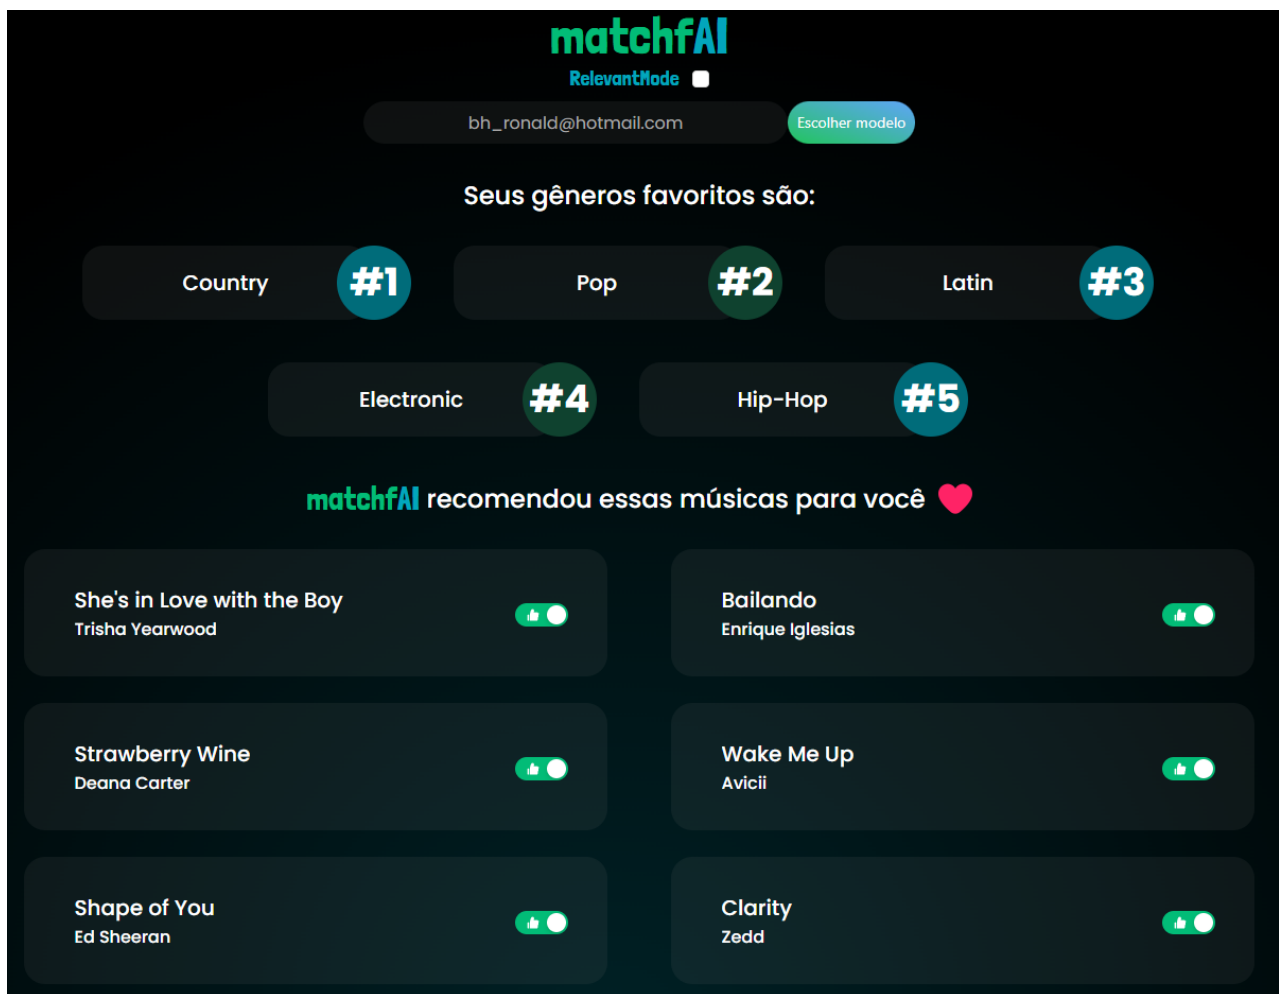 matchfAI
RelevantMode
bh_ronald@hotmail.com
Escolher modelo
Seus gêneros favoritos são:
Country #1
Pop #2
Latin #3
Electronic #4
Hip-Hop #5
matchfAI recomendou essas músicas para você
She's in Love with the Boy
Trisha Yearwood
Bailando
Enrique Iglesias
Strawberry Wine
Deana Carter
Wake Me Up
Avicii
Shape of You
Ed Sheeran
Clarity
Zedd